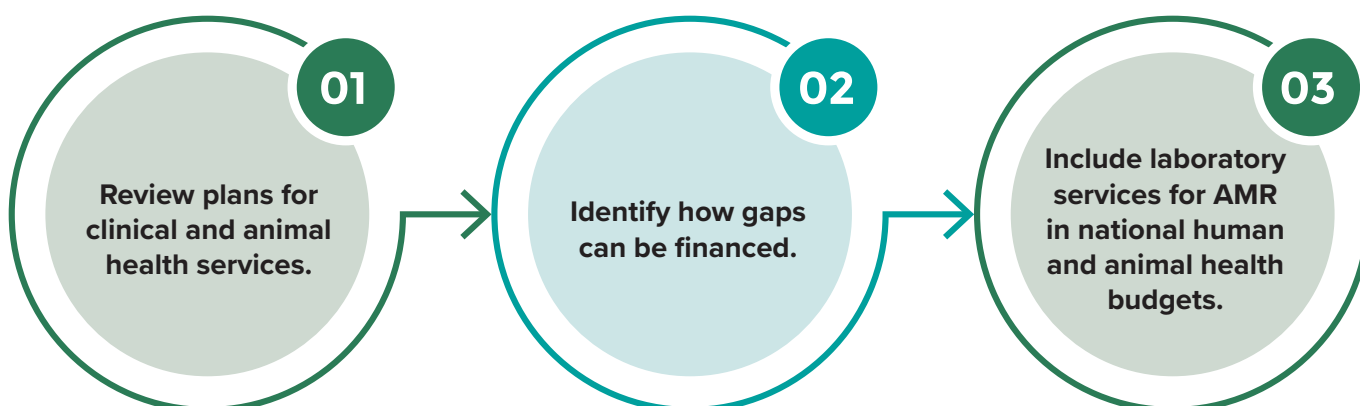 01
Review plans for
clinical and animal
health services.
02
Identify how gaps
can be financed.
03
Include laboratory
services for AMR
in national human
and animal health
budgets.